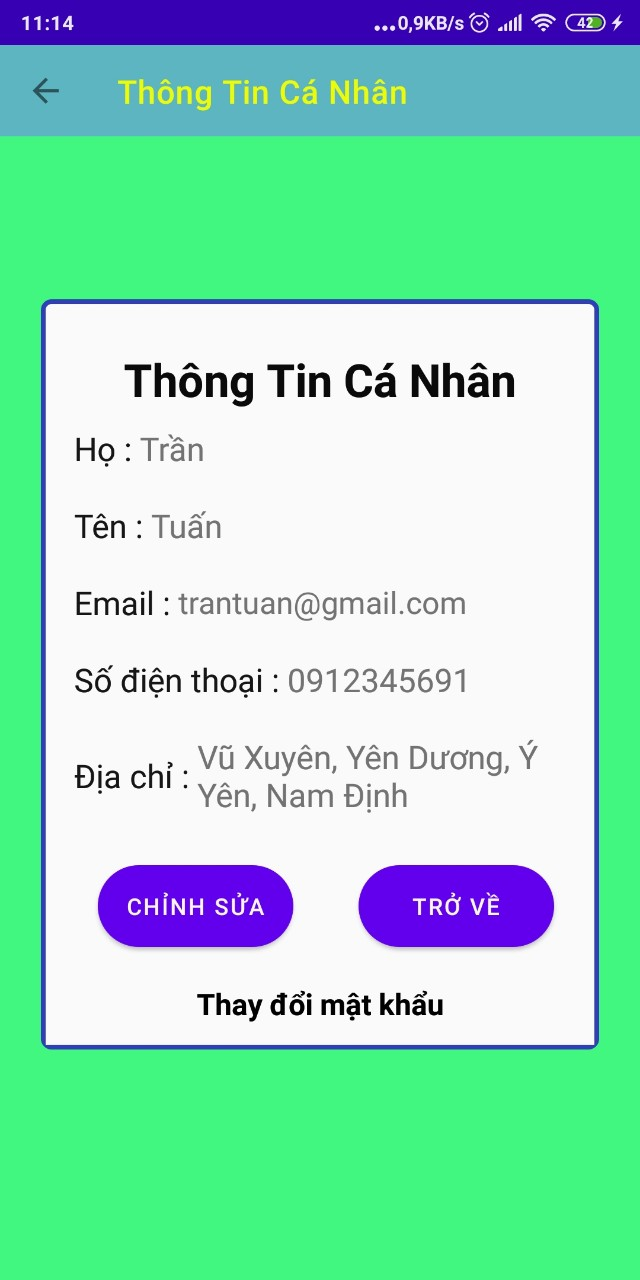 11:14
...0,9KB/s
42
Thông Tin Cá Nhân
Thông Tin Cá Nhân
Họ : Trần
Tên : Tuấn
Email : trantuan@gmail.com
Số điện thoại : 0912345691
Địa chỉ : Vũ Xuyên, Yên Dương, Ý
Yên, Nam Định
CHỈNH SỬA
TRỞ VỀ
Thay đổi mật khẩu